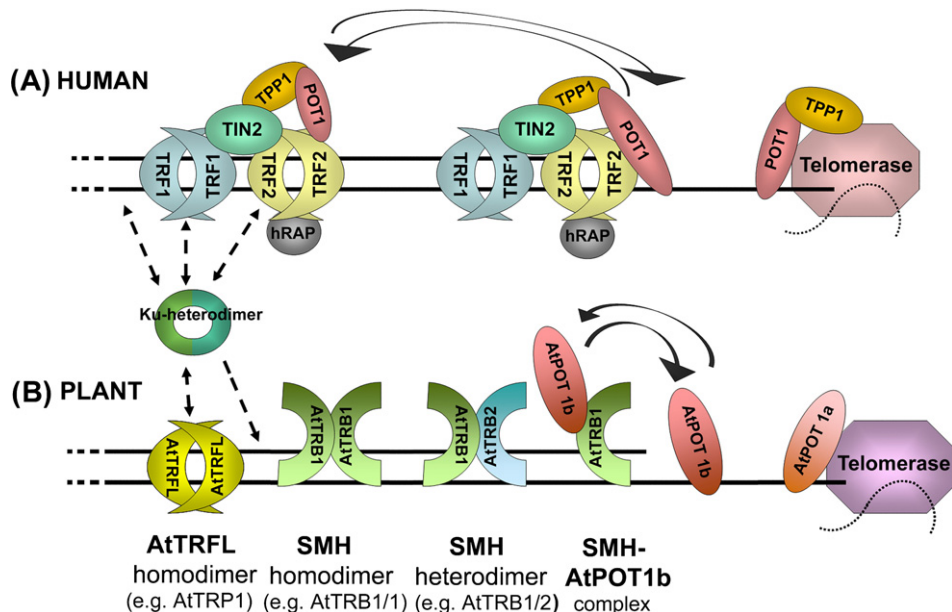 (A) HUMAN
TPP1
POT1
TIN2
TRF1
TRF1
TRF2
TRF2
hRAP
TPP1
TIN2
POT1
TRF1
TRF1
TRF2
TRF2
hRAP
TPP1
POT1
Telomerase
Ku-heterodimer
(B) PLANT
AtTRFL
AtTRFL
AtTRB1
AtTRB1
AtTRB1
AtTRB2
AtPOT 1b
AtTRB1
AtPOT 1b
AtPOT 1a
Telomerase
AtTRFL
homodimer
(e.g. AtTRP1)
SMH
homodimer
(e.g. AtTRB1/1)
SMH
heterodimer
(e.g. AtTRB1/2)
SMH-
AtPOT1b
complex